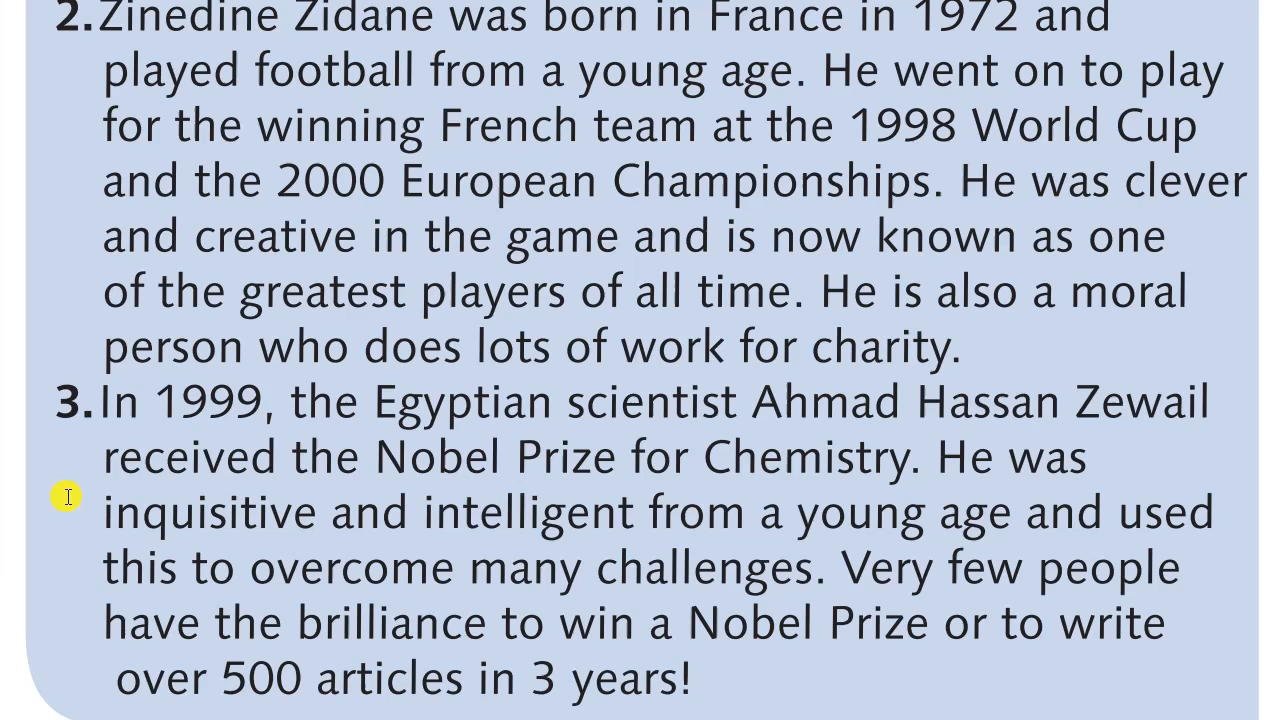 2. Zinedine Zidane was born in France in 1972 and
played football from a young age. He went on to play
for the winning French team at the 1998 World Cup
and the 2000 European Championships. He was clever
and creative in the game and is now known as one
of the greatest players of all time. He is also a moral
person who does lots of work for charity.
3. In 1999, the Egyptian scientist Ahmad Hassan Zewail
received the Nobel Prize for Chemistry. He was
inquisitive and intelligent from a young age and used
this to overcome many challenges. Very few people
have the brilliance to win a Nobel Prize or to write
over 500 articles in 3 years!